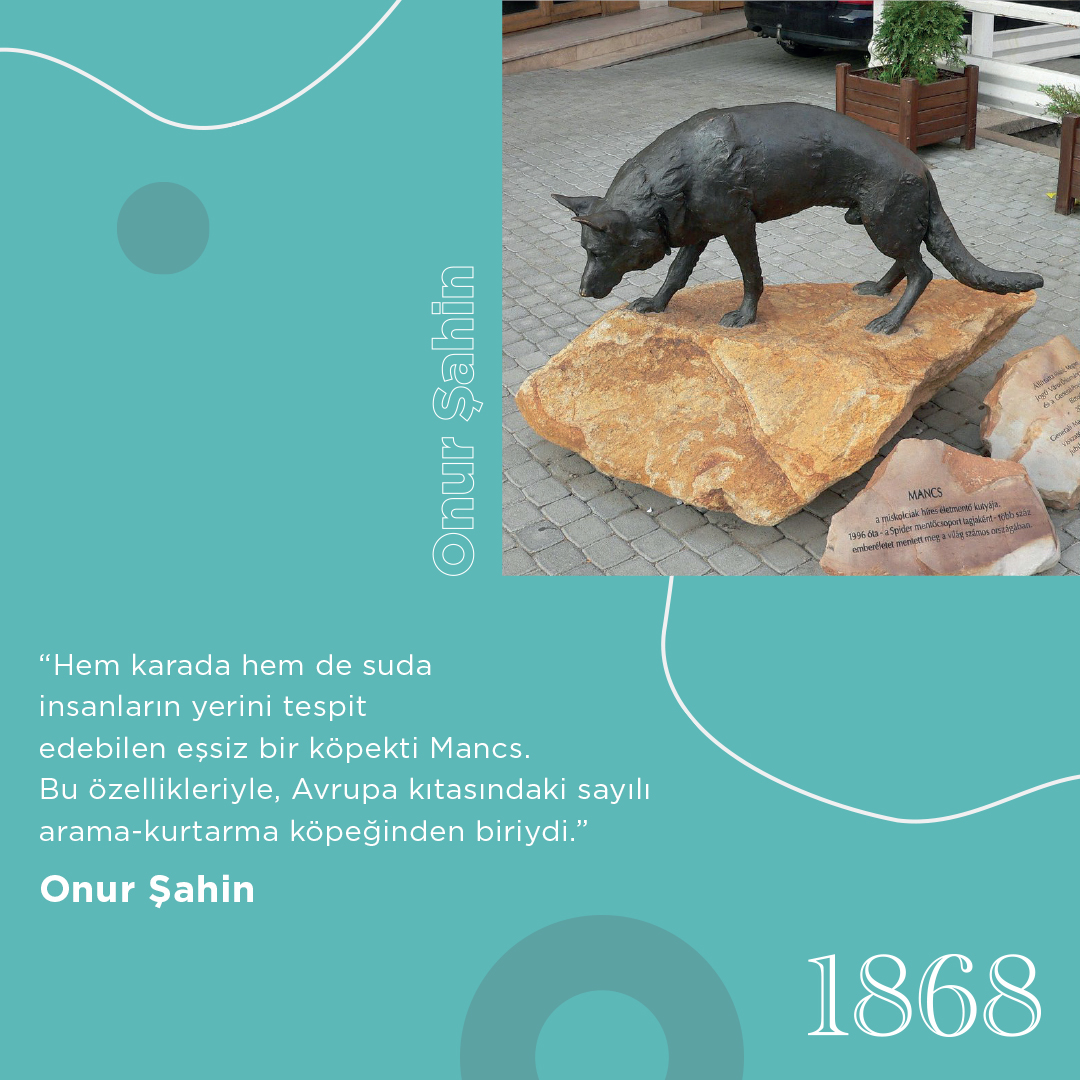 Onur Şahin
MANCS
a miskolciak híres életmentő kutyája,
1996 óta - a Spider mentőcsoport tagjaként - több száz
emberéletet mentett meg a világ számos országában.
“Hem karada hem de suda
insanların yerini tespit
edebilen eşsiz bir köpekti Mancs.
Bu özellikleriyle, Avrupa kıtasındaki sayılı
arama-kurtarma köpeğinden biriydi.”
Onur Şahin
1868